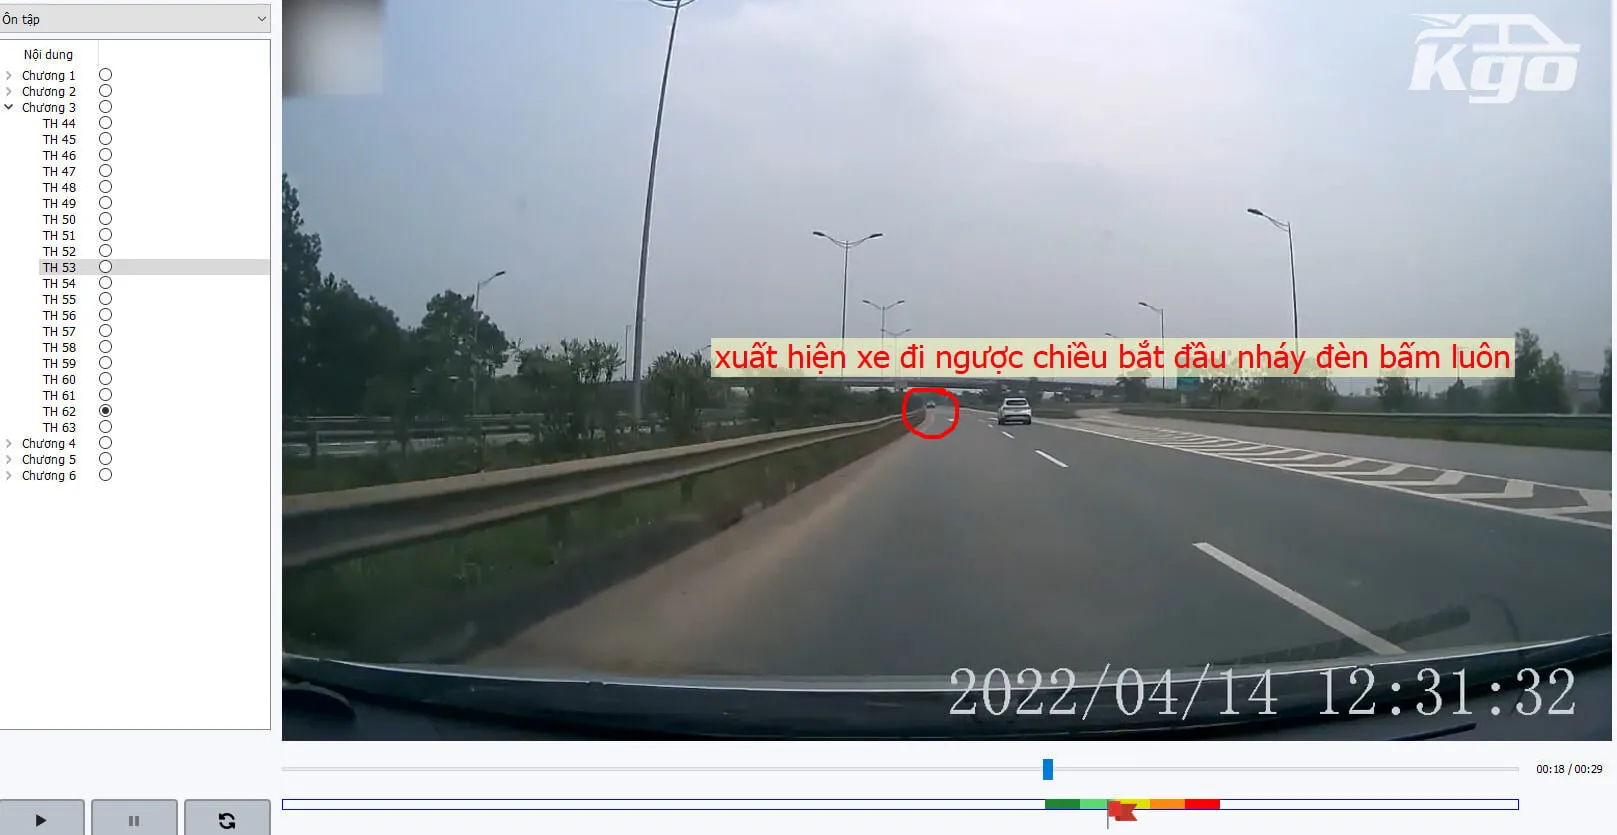 Ôn tập
Nội dung
Chương 1
Chương 2
Chương 3
TH 44
TH 45
TH 46
TH 47
TH 48
TH 49
TH 50
TH 51
TH 52
TH 53
TH 54
TH 55
TH 56
TH 57
TH 58
TH 59
TH 60
TH 61
TH 62
TH 63
Chương 4
Chương 5
Chương 6
Kgo
xuất hiện xe đi ngược chiều bắt đầu nháy đèn bấm luôn
2022/04/14 12:31:32
00:18 / 00:29